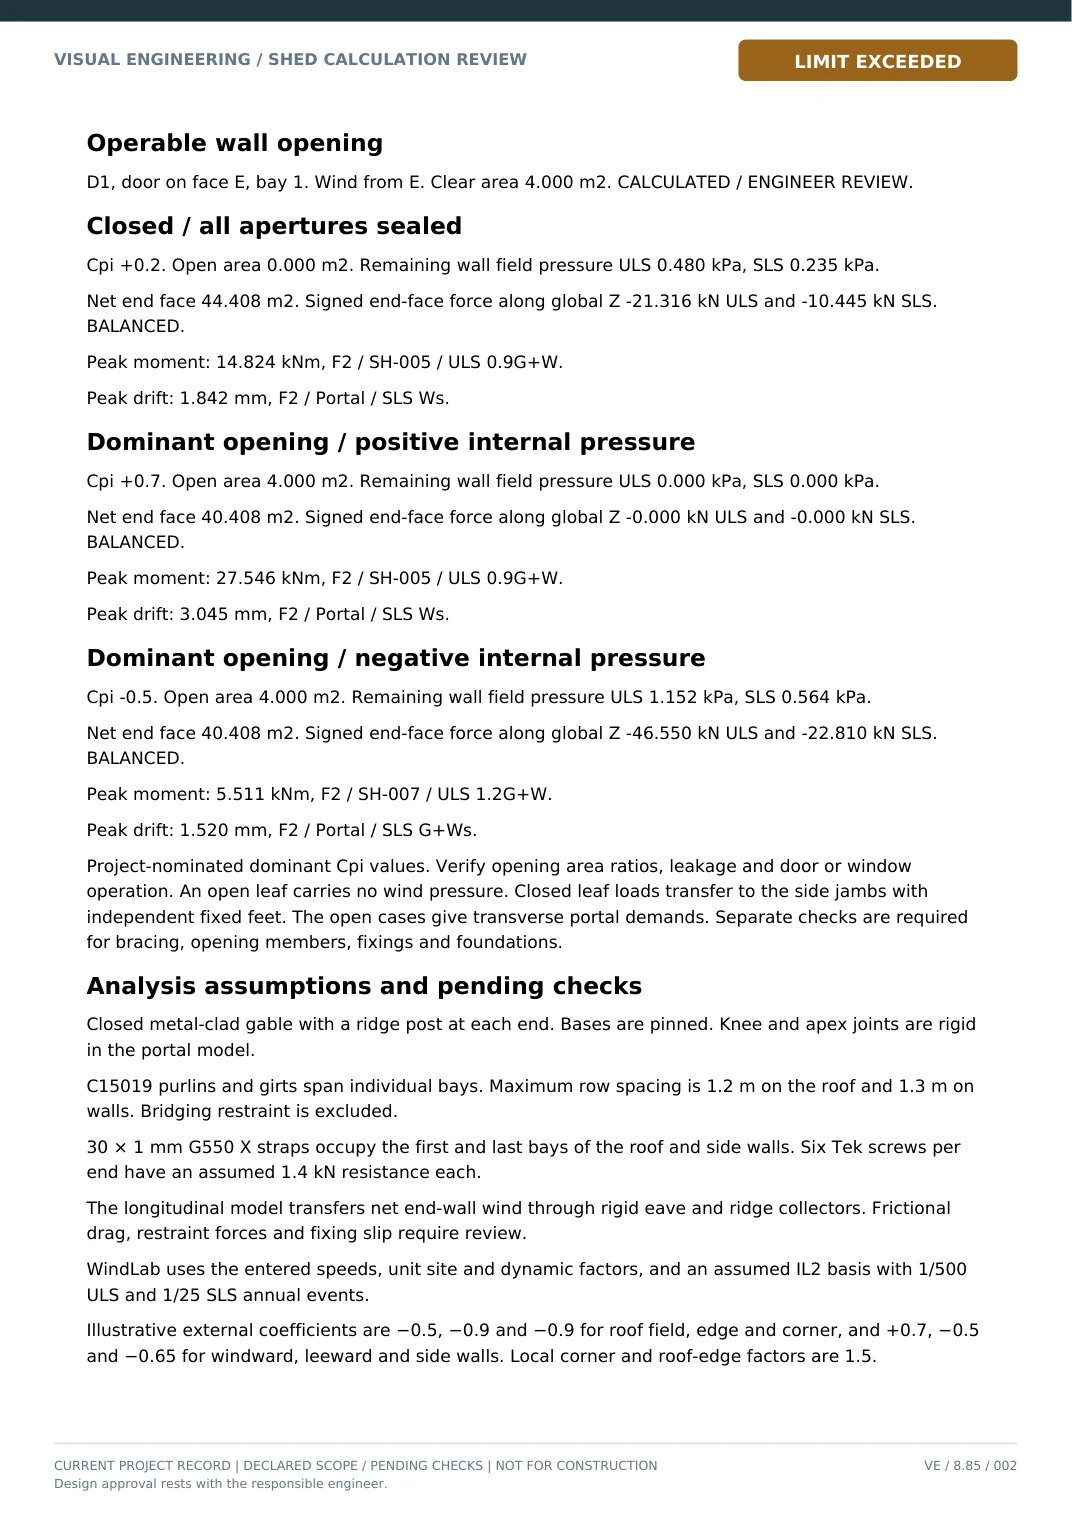 VISUAL ENGINEERING / SHED CALCULATION REVIEW
LIMIT EXCEEDED
Operable wall opening
D1, door on face E, bay 1. Wind from E. Clear area 4.000 m2. CALCULATED / ENGINEER REVIEW.
Closed / all apertures sealed
Cpi +0.2. Open area 0.000 m2. Remaining wall field pressure ULS 0.480 kPa, SLS 0.235 kPa.
Net end face 44.408 m2. Signed end-face force along global Z -21.316 kN ULS and -10.445 kN SLS.
BALANCED.
Peak moment: 14.824 kNm, F2 / SH-005 / ULS 0.9G+W.
Peak drift: 1.842 mm, F2 / Portal / SLS Ws.
Dominant opening / positive internal pressure
Cpi +0.7. Open area 4.000 m2. Remaining wall field pressure ULS 0.000 kPa, SLS 0.000 kPa.
Net end face 40.408 m2. Signed end-face force along global Z -0.000 kN ULS and -0.000 kN SLS.
BALANCED.
Peak moment: 27.546 kNm, F2 / SH-005 / ULS 0.9G+W.
Peak drift: 3.045 mm, F2 / Portal / SLS Ws.
Dominant opening / negative internal pressure
Cpi -0.5. Open area 4.000 m2. Remaining wall field pressure ULS 1.152 kPa, SLS 0.564 kPa.
Net end face 40.408 m2. Signed end-face force along global Z -46.550 kN ULS and -22.810 kN SLS.
BALANCED.
Peak moment: 5.511 kNm, F2 / SH-007 / ULS 1.2G+W.
Peak drift: 1.520 mm, F2 / Portal / SLS G+Ws.
Project-nominated dominant Cpi values. Verify opening area ratios, leakage and door or window
operation. An open leaf carries no wind pressure. Closed leaf loads transfer to the side jambs with
independent fixed feet. The open cases give transverse portal demands. Separate checks are required
for bracing, opening members, fixings and foundations.
Analysis assumptions and pending checks
Closed metal-clad gable with a ridge post at each end. Bases are pinned. Knee and apex joints are rigid
in the portal model.
C15019 purlins and girts span individual bays. Maximum row spacing is 1.2 m on the roof and 1.3 m on
walls. Bridging restraint is excluded.
30 × 1 mm G550 X straps occupy the first and last bays of the roof and side walls. Six Tek screws per
end have an assumed 1.4 kN resistance each.
The longitudinal model transfers net end-wall wind through rigid eave and ridge collectors. Frictional
drag, restraint forces and fixing slip require review.
WindLab uses the entered speeds, unit site and dynamic factors, and an assumed IL2 basis with 1/500
ULS and 1/25 SLS annual events.
Illustrative external coefficients are −0.5, −0.9 and −0.9 for roof field, edge and corner, and +0.7, −0.5
and −0.65 for windward, leeward and side walls. Local corner and roof-edge factors are 1.5.
CURRENT PROJECT RECORD | DECLARED SCOPE / PENDING CHECKS | NOT FOR CONSTRUCTION
VE / 8.85 / 002
Design approval rests with the responsible engineer.